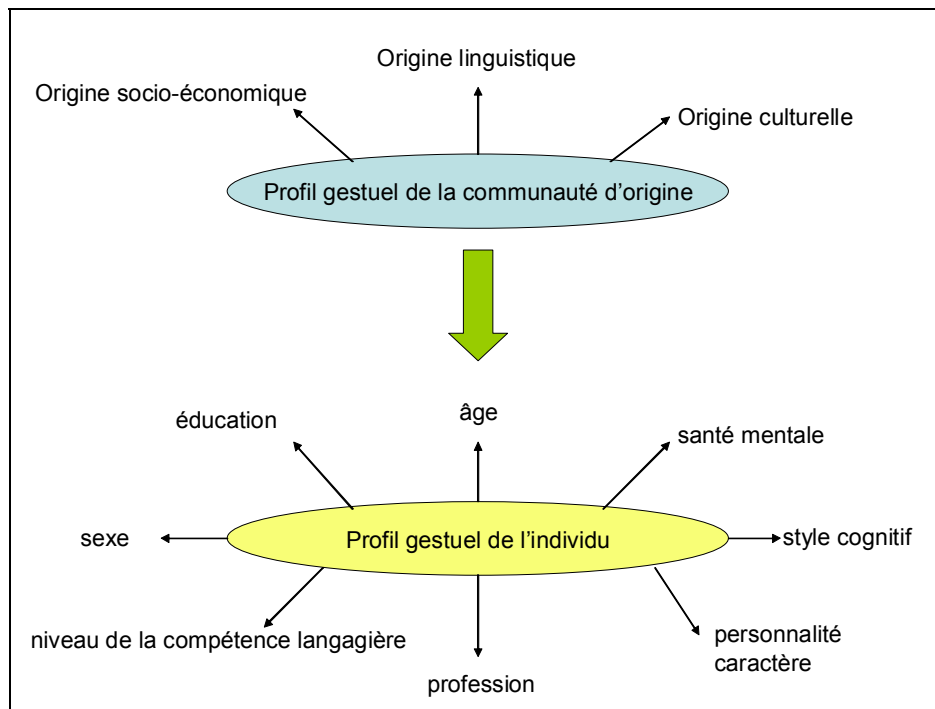 Origine linguistique
Origine socio-économique
Origine culturelle
Profil gestuel de la communauté d'origine
âge
éducation
santé mentale
sexe
Profil gestuel de l'individu
style cognitif
niveau de la compétence langagière
personnalité
caractère
profession